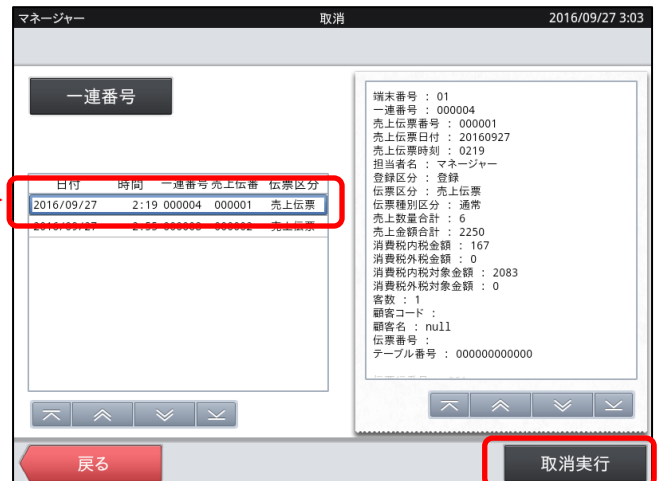 マネージャー 取消 2016/09/27 3:03
一連番号
日付 時間 一連番号 売上伝番 伝票区分
2016/09/27 2:19 000004 000001 売上伝票
端末番号 : 01
一連番号 : 000004
売上伝票番号 : 000001
売上伝票日付 : 20160927
売上伝票時刻 : 0219
担当者名 : マネージャー
登録区分 : 登録
伝票区分 : 売上伝票
伝票種別区分 : 通常
売上数量合計 : 6
売上金額合計 : 2250
消費税内税金額 : 167
消費税外税金額 : 0
消費税内税対象金額 : 2083
消費税外税対象金額 : 0
客数 : 1
顧客コード :
顧客名 : null
伝票番号 :
テーブル番号 : 000000000000
戻る
取消実行